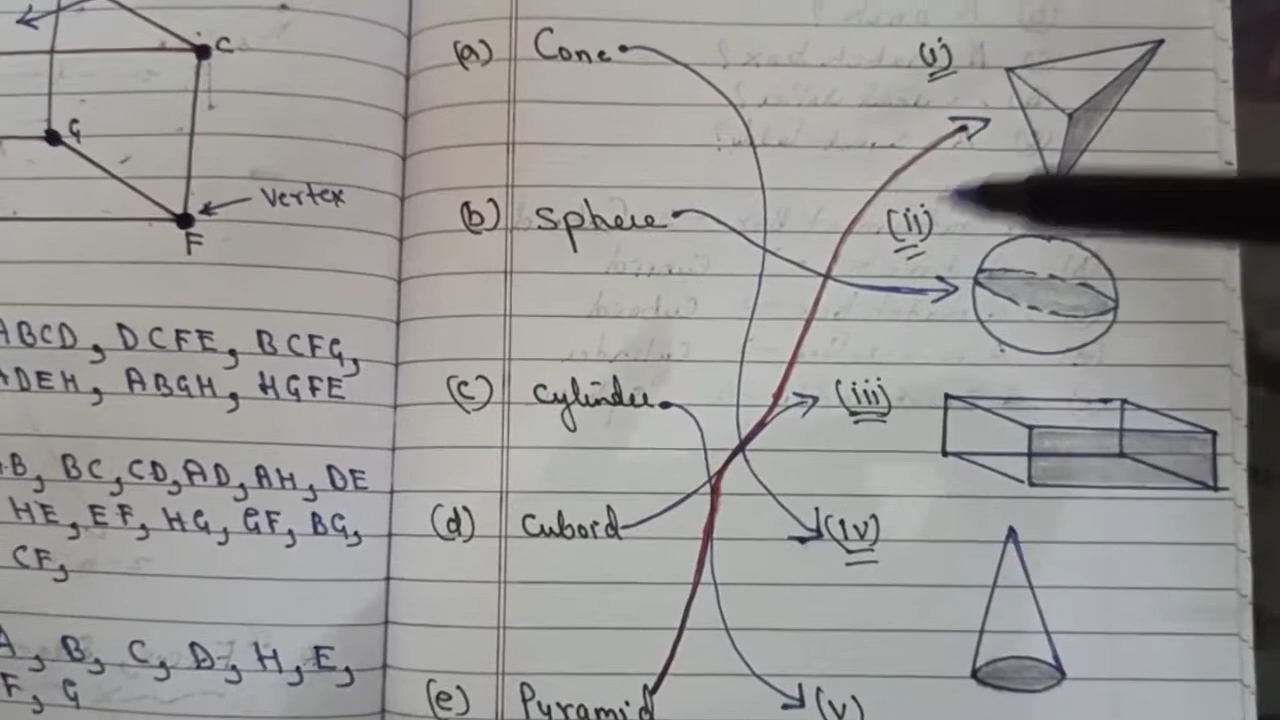 C
G
Vertex
F
ABCD, DCFE, BCFG,
ADEH, ABGH, HGFE
B, BC, CD, AD, AH, DE
HE, EF, HG, GF, BG,
CF,
A, B, C, D, H, E,
F, G
(a) Cone (i)
(b) Sphere (ii)
(c) Cylinder (iii)
(d) Cuboid (iv)
(e) Pyramid (v)